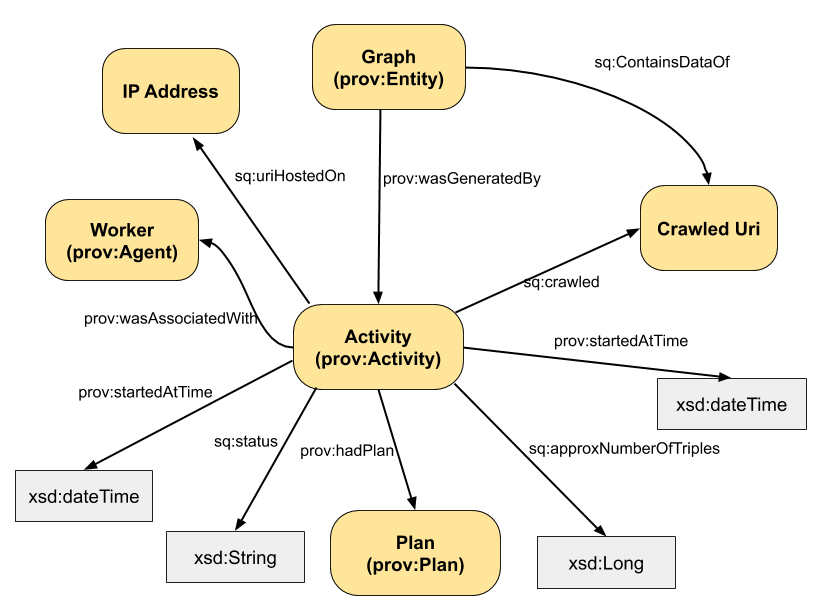 Graph
(prov:Entity)
sq:ContainsDataOf
IP Address
sq:uriHostedOn
prov:wasGeneratedBy
Worker
(prov:Agent)
Crawled Uri
sq:crawled
prov:wasAssociatedWith
Activity
(prov:Activity)
prov:startedAtTime
prov:startedAtTime
xsd:dateTime
sq:status
prov:hadPlan
sq:approxNumberOfTriples
xsd:dateTime
xsd:String
Plan
(prov:Plan)
xsd:Long